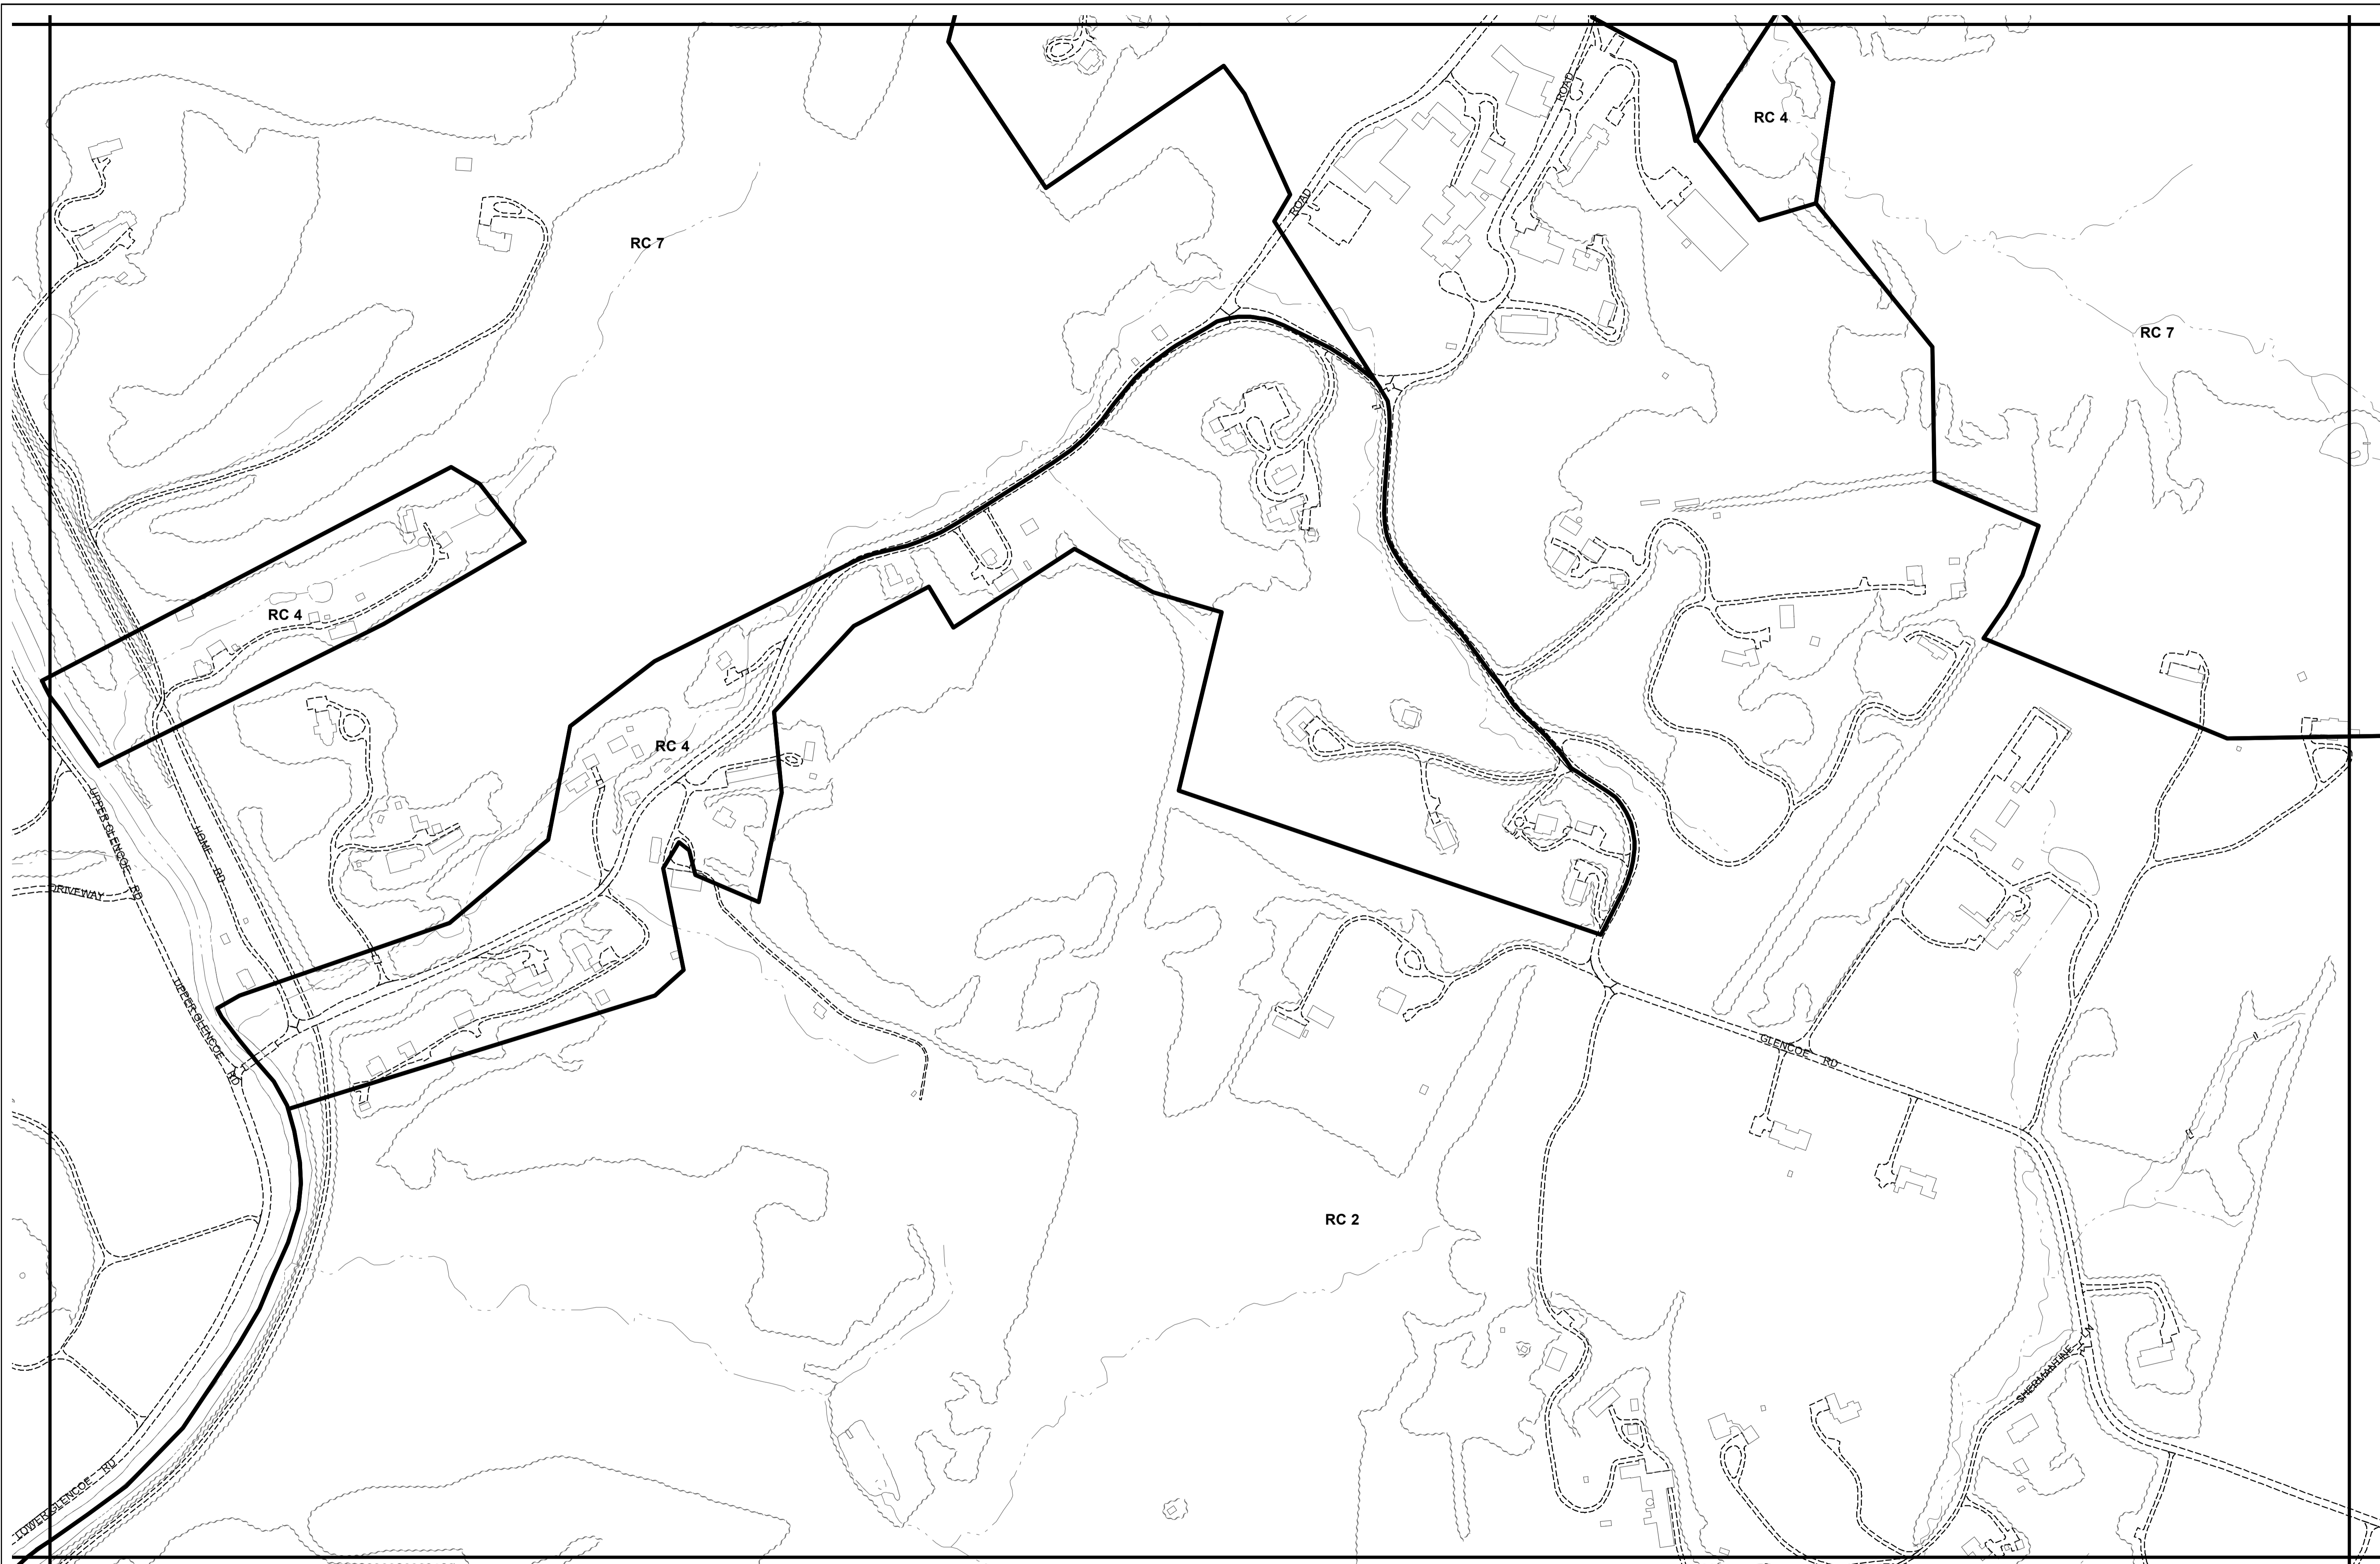 RC 4
ROAD
ROAD
RC 7
RC 7
RC 4
RC 4
UPPER GLENCOE RD
HOME RD
DRIVEWAY
UPPER GLENCOE RD
GLENCOE RD
RC 2
SHERMANTINE LN
LOWER GLENCOE RD